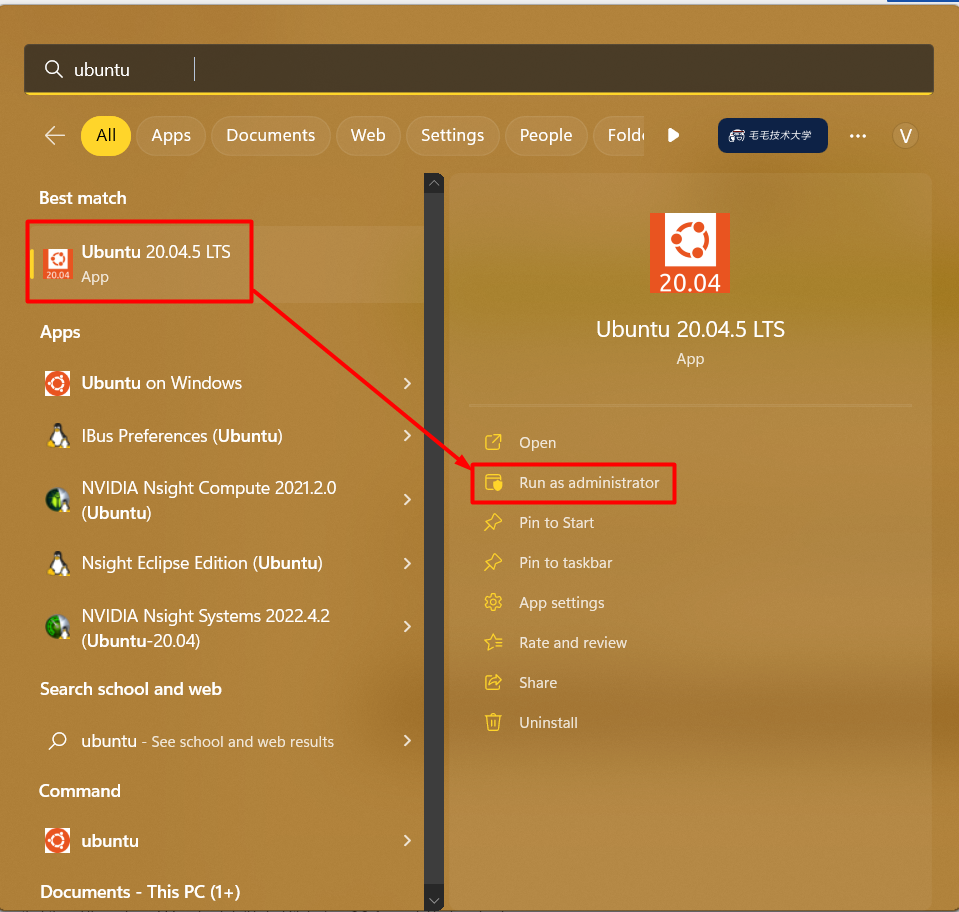 ubuntu
All
Apps
Documents
Web
Settings
People
Folde
毛毛技术大学
V
Best match
Ubuntu 20.04.5 LTS
App
20.04
Apps
Ubuntu on Windows
IBus Preferences (Ubuntu)
NVIDIA Nsight Compute 2021.2.0
(Ubuntu)
Nsight Eclipse Edition (Ubuntu)
NVIDIA Nsight Systems 2022.4.2
(Ubuntu-20.04)
Search school and web
ubuntu - See school and web results
Command
ubuntu
Documents - This PC (1+)
20.04
Ubuntu 20.04.5 LTS
App
Open
Run as administrator
Pin to Start
Pin to taskbar
App settings
Rate and review
Share
Uninstall